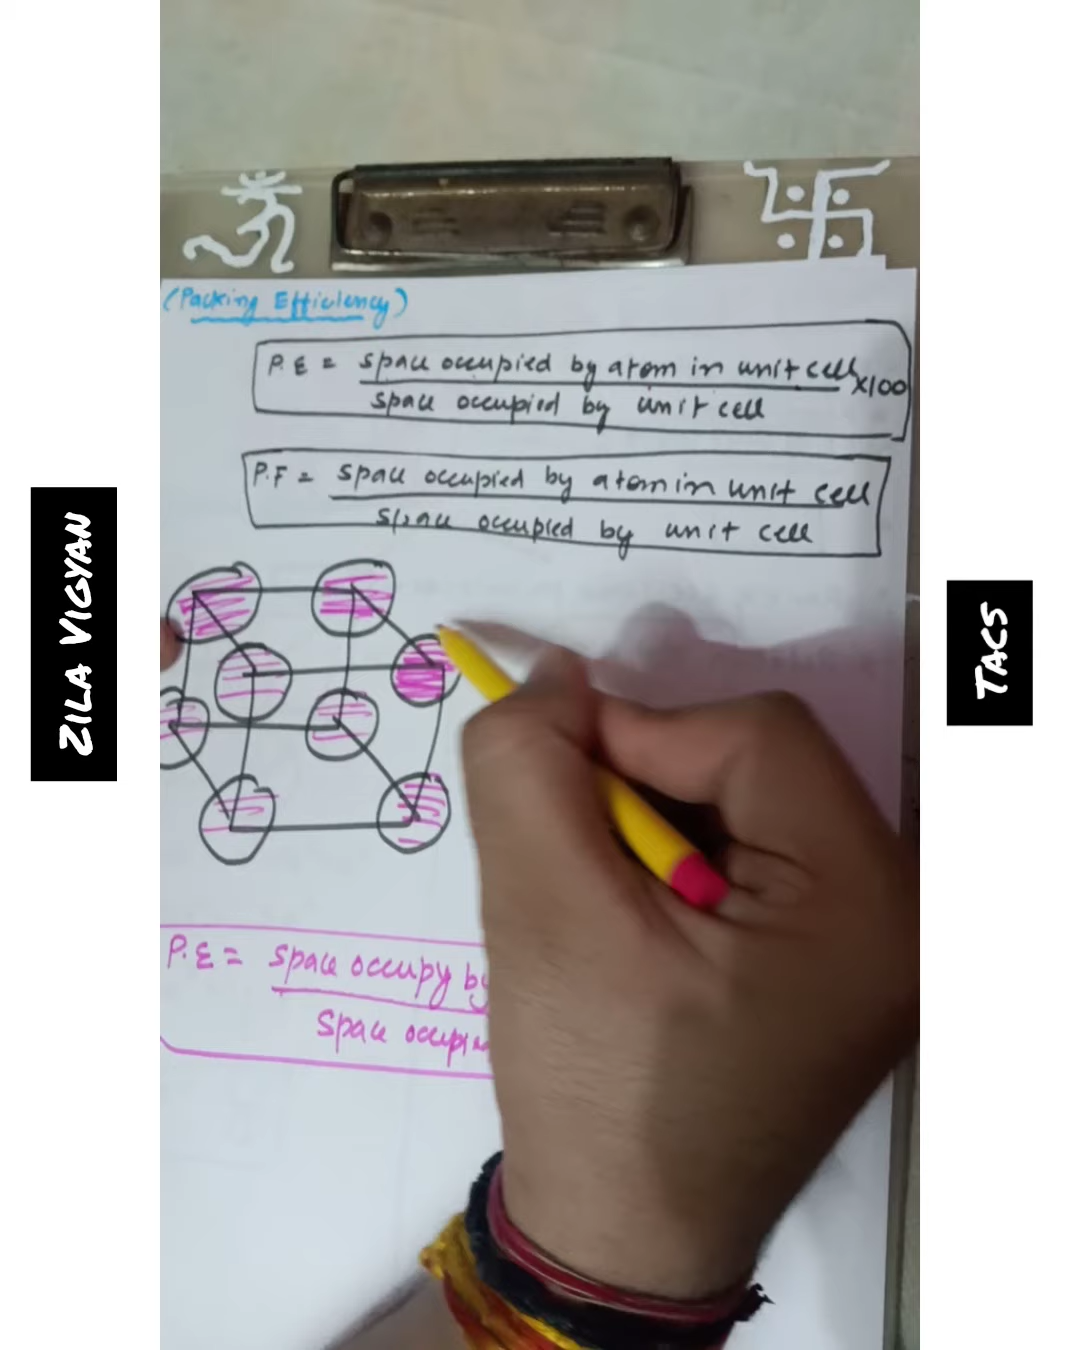 ॐ
(Packing Efficiency)
P.E = space occupied by atom in unit cell x100
space occupied by unit cell
P.F = space occupied by atom in unit cell
space occupied by unit cell
P.E = space occupy by
space
ZILA VIGYAN
TACS